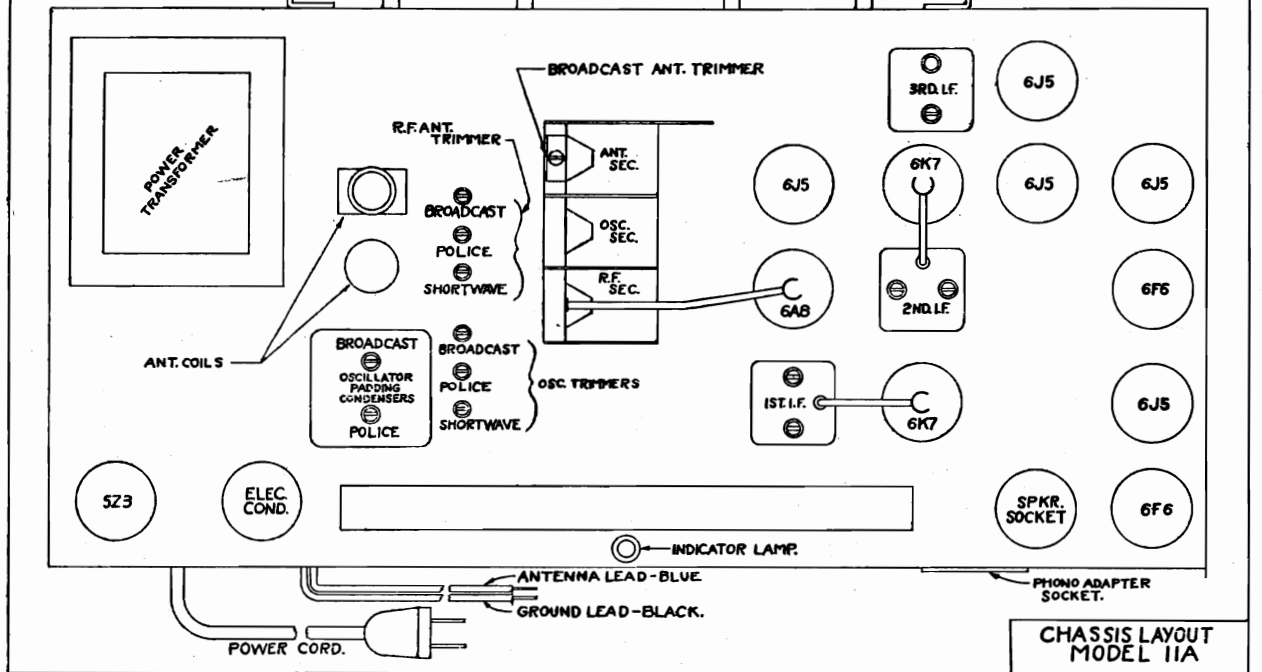 BROADCAST ANT. TRIMMER
R.F. ANT.
TRIMMER
POWER
TRANSFORMER
ANT.
SEC.
OSC.
SEC.
R.F.
SEC.
BROADCAST
POLICE
SHORTWAVE
3RD. I.F.
6J5
6J5
6K7
6J5
6J5
6A8
2ND. I.F.
6F6
ANT. COILS
BROADCAST
OSCILLATOR
PADDING
CONDENSERS
POLICE
BROADCAST
POLICE
SHORTWAVE
OSC. TRIMMERS
1ST. I.F.
6K7
6J5
5Z3
ELEC.
COND.
SPKR.
SOCKET
6F6
INDICATOR LAMP.
ANTENNA LEAD-BLUE
GROUND LEAD-BLACK.
POWER CORD.
PHONO ADAPTER
SOCKET.
CHASSIS LAYOUT
MODEL 11A